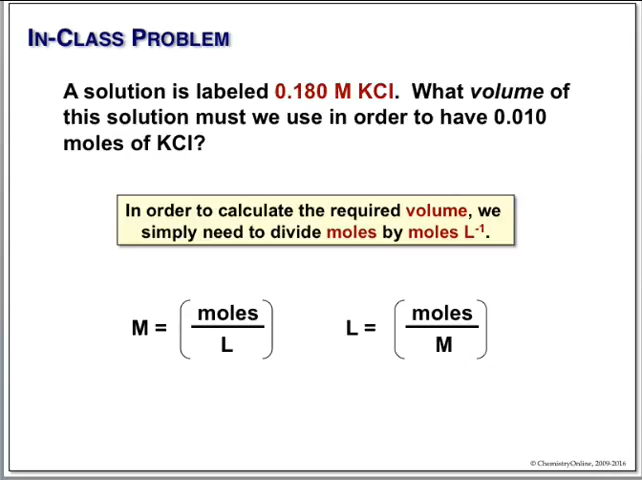 IN-CLASS PROBLEM
A solution is labeled 0.180 M KCl. What volume of
this solution must we use in order to have 0.010
moles of KCl?
In order to calculate the required volume, we
simply need to divide moles by moles L⁻¹.
M = (moles / L) L = (moles / M)
© ChemistryOnline, 2009-2016